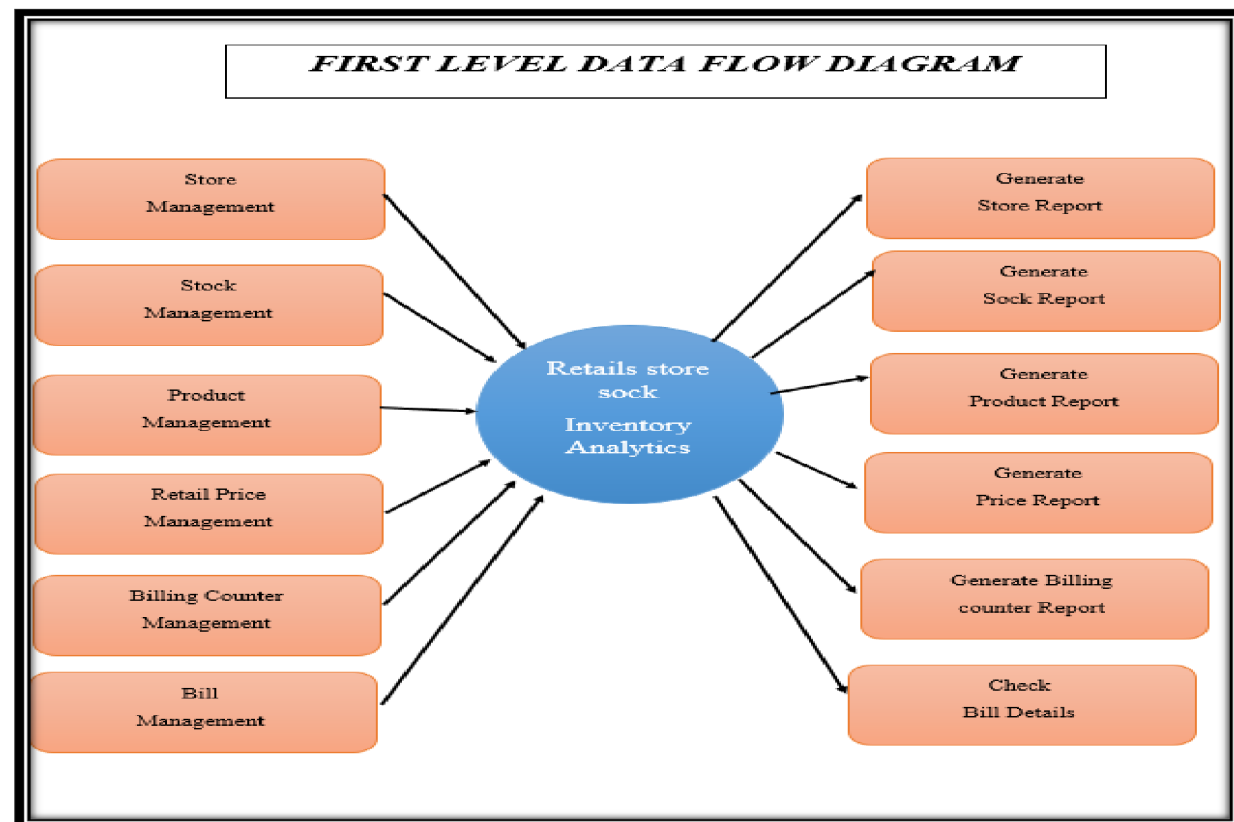 FIRST LEVEL DATA FLOW DIAGRAM
Store
Management
Stock
Management
Product
Management
Retail Price
Management
Billing Counter
Management
Bill
Management
Retails store
sock
Inventory
Analytics
Generate
Store Report
Generate
Sock Report
Generate
Product Report
Generate
Price Report
Generate Billing
counter Report
Check
Bill Details